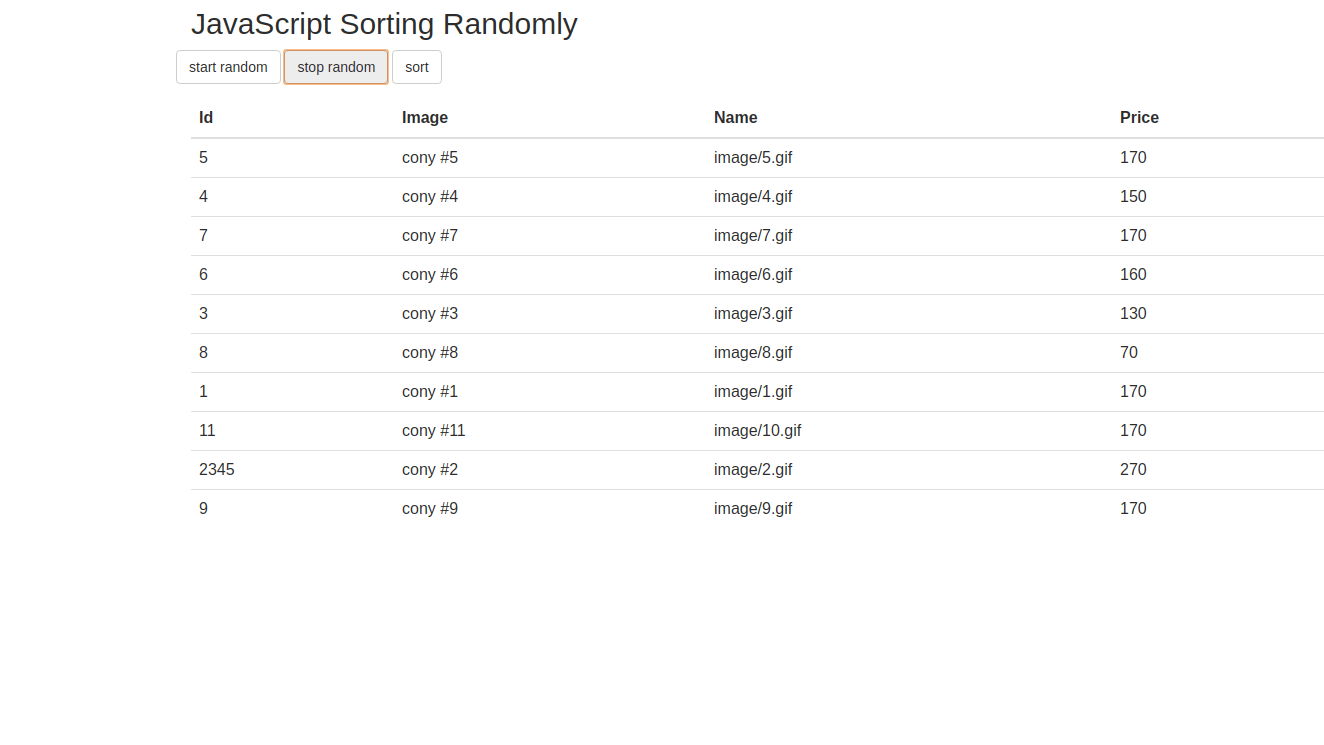 JavaScript Sorting Randomly
start random stop random sort
Id Image Name Price
5 cony #5 image/5.gif 170
4 cony #4 image/4.gif 150
7 cony #7 image/7.gif 170
6 cony #6 image/6.gif 160
3 cony #3 image/3.gif 130
8 cony #8 image/8.gif 70
1 cony #1 image/1.gif 170
11 cony #11 image/10.gif 170
2345 cony #2 image/2.gif 270
9 cony #9 image/9.gif 170